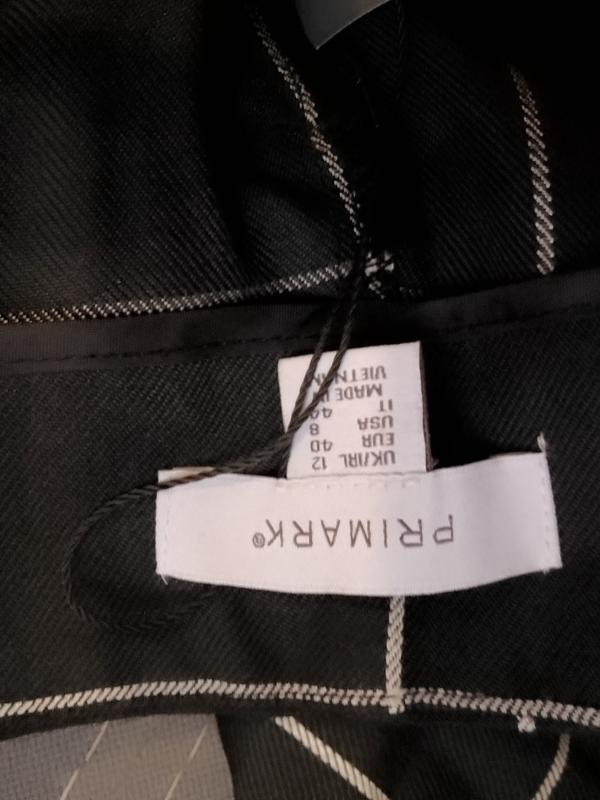 PRIMARK®
UK/IRL 12
EUR 40
USA 8
IT 44
MADE IN
VIETNAM